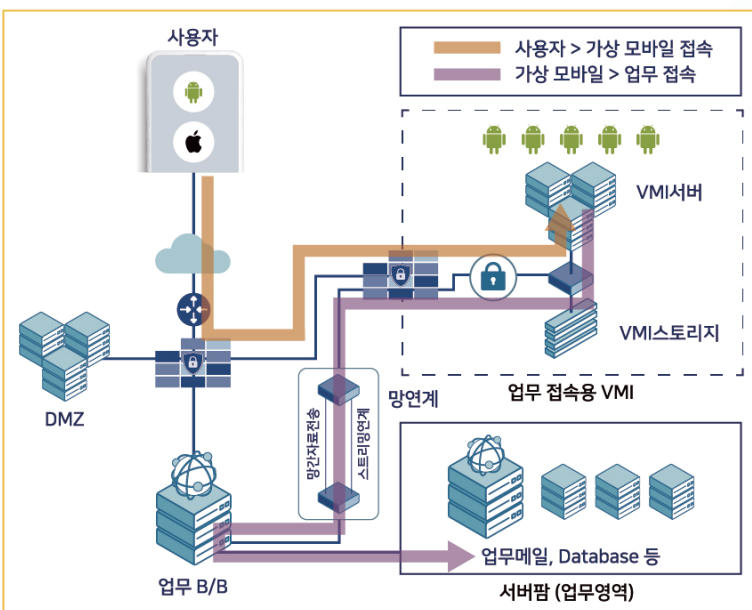 사용자
사용자 > 가상 모바일 접속
가상 모바일 > 업무 접속
VMI서버
VMI스토리지
업무 접속용 VMI
DMZ
망연계
망간자료전송
스트리밍연계
업무 B/B
업무메일, Database 등
서버팜 (업무영역)